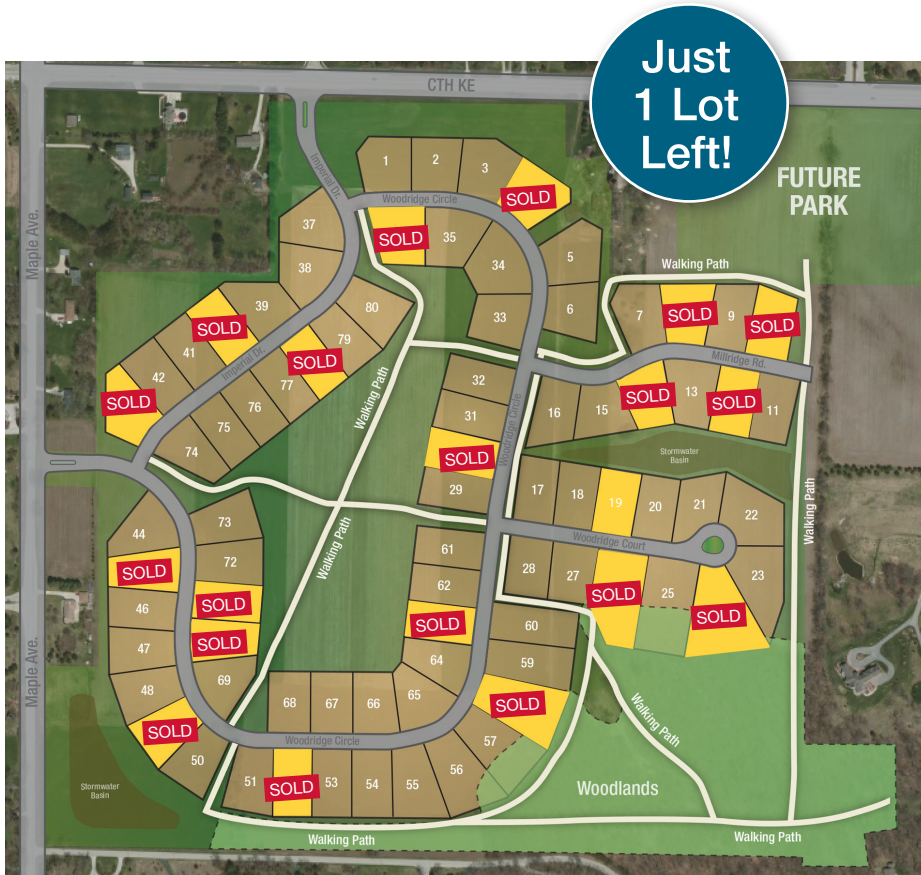 Just
1 Lot
Left!
CTH KE
FUTURE
PARK
Maple Ave.
Imperial Dr.
1
2
3
SOLD
Woodridge Circle
SOLD
35
34
33
5
6
37
38
39
SOLD
41
42
SOLD
Imperial Dr.
80
79
SOLD
77
76
75
74
Walking Path
Walking Path
7
SOLD
9
SOLD
Millridge Rd.
16
15
SOLD
13
SOLD
11
Stormwater
Basin
32
31
SOLD
29
Woodridge Circle
17
18
19
20
21
22
Woodridge Court
28
27
SOLD
25
SOLD
23
Walking Path
44
SOLD
46
47
48
SOLD
50
73
72
SOLD
SOLD
69
Walking Path
61
62
SOLD
64
65
66
67
68
60
59
SOLD
57
56
55
54
53
SOLD
51
Woodridge Circle
Maple Ave.
Stormwater
Basin
Walking Path
Woodlands
Walking Path
Walking Path